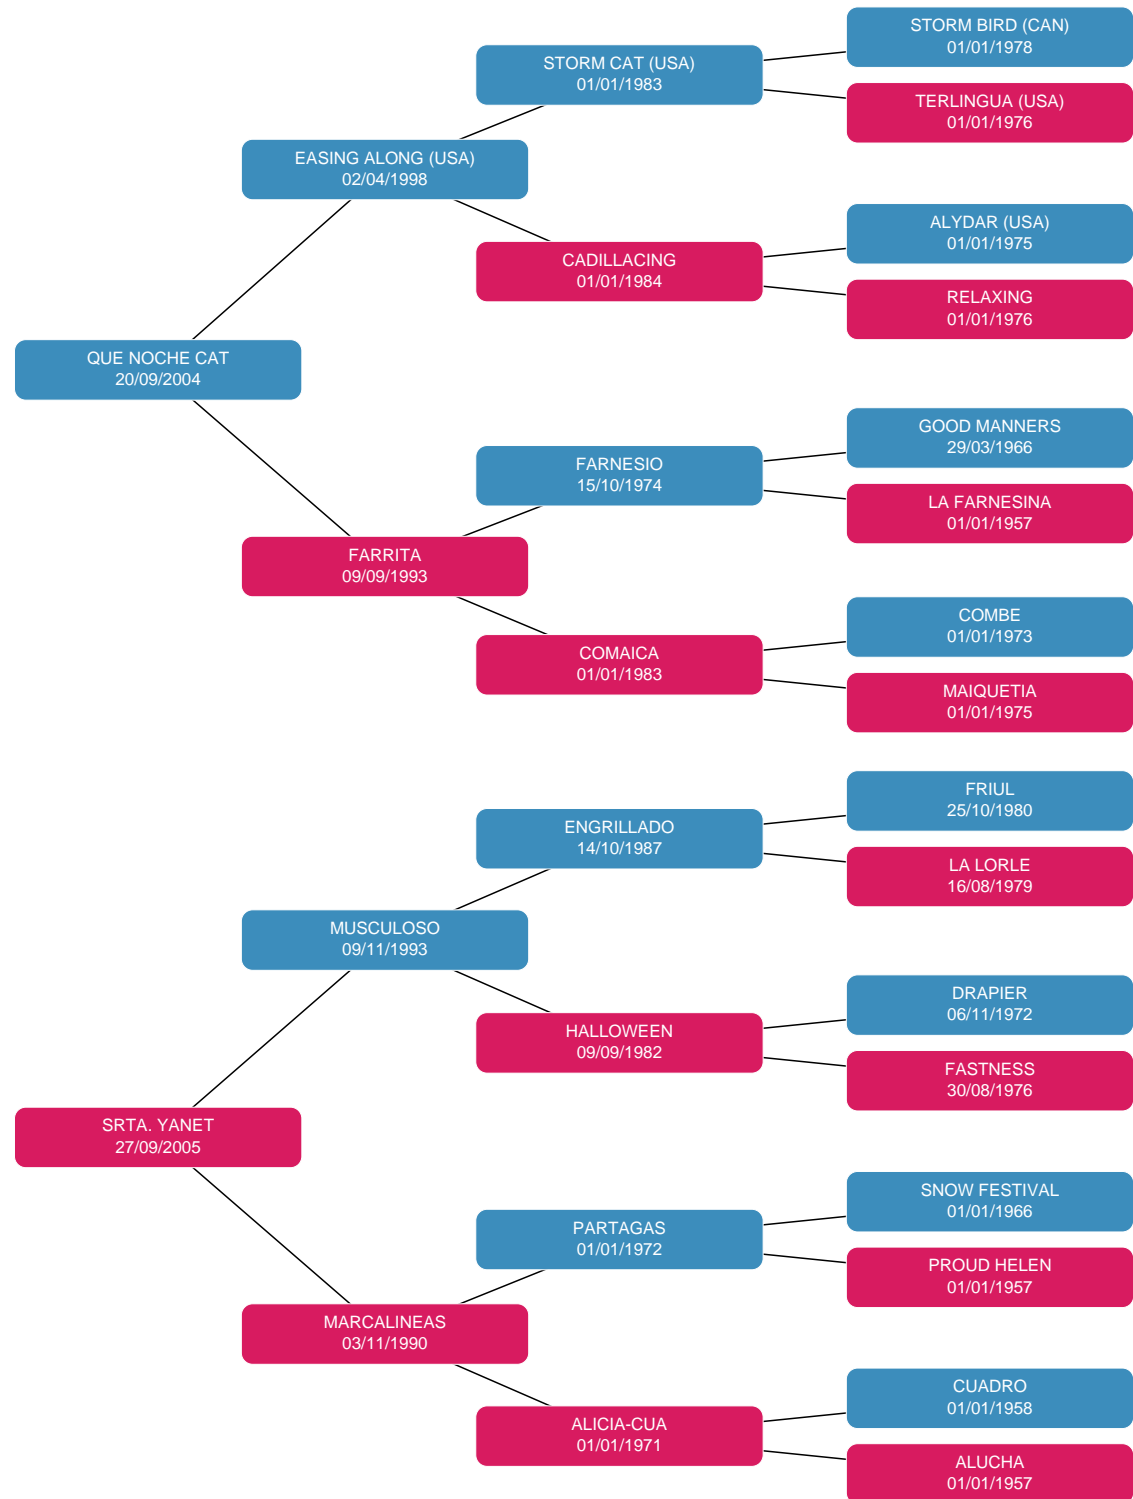 STORM BIRD (CAN)
01/01/1978
STORM CAT (USA)
01/01/1983
TERLINGUA (USA)
01/01/1976
EASING ALONG (USA)
02/04/1998
ALYDAR (USA)
01/01/1975
CADILLACING
01/01/1984
RELAXING
01/01/1976
QUE NOCHE CAT
20/09/2004
GOOD MANNERS
29/03/1966
FARNESIO
15/10/1974
LA FARNESINA
01/01/1957
FARRITA
09/09/1993
COMBE
01/01/1973
COMAICA
01/01/1983
MAIQUETIA
01/01/1975
FRIUL
25/10/1980
ENGRILLADO
14/10/1987
LA LORLE
16/08/1979
MUSCULOSO
09/11/1993
DRAPIER
06/11/1972
HALLOWEEN
09/09/1982
FASTNESS
30/08/1976
SRTA. YANET
27/09/2005
SNOW FESTIVAL
01/01/1966
PARTAGAS
01/01/1972
PROUD HELEN
01/01/1957
MARCALINEAS
03/11/1990
CUADRO
01/01/1958
ALICIA-CUA
01/01/1971
ALUCHA
01/01/1957